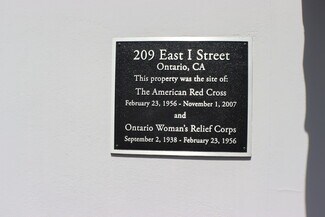 209 East I Street
Ontario, CA
This property was the site of:
The American Red Cross
February 23, 1956 - November 1, 2007
and
Ontario Woman's Relief Corps
September 2, 1938 - February 23, 1956